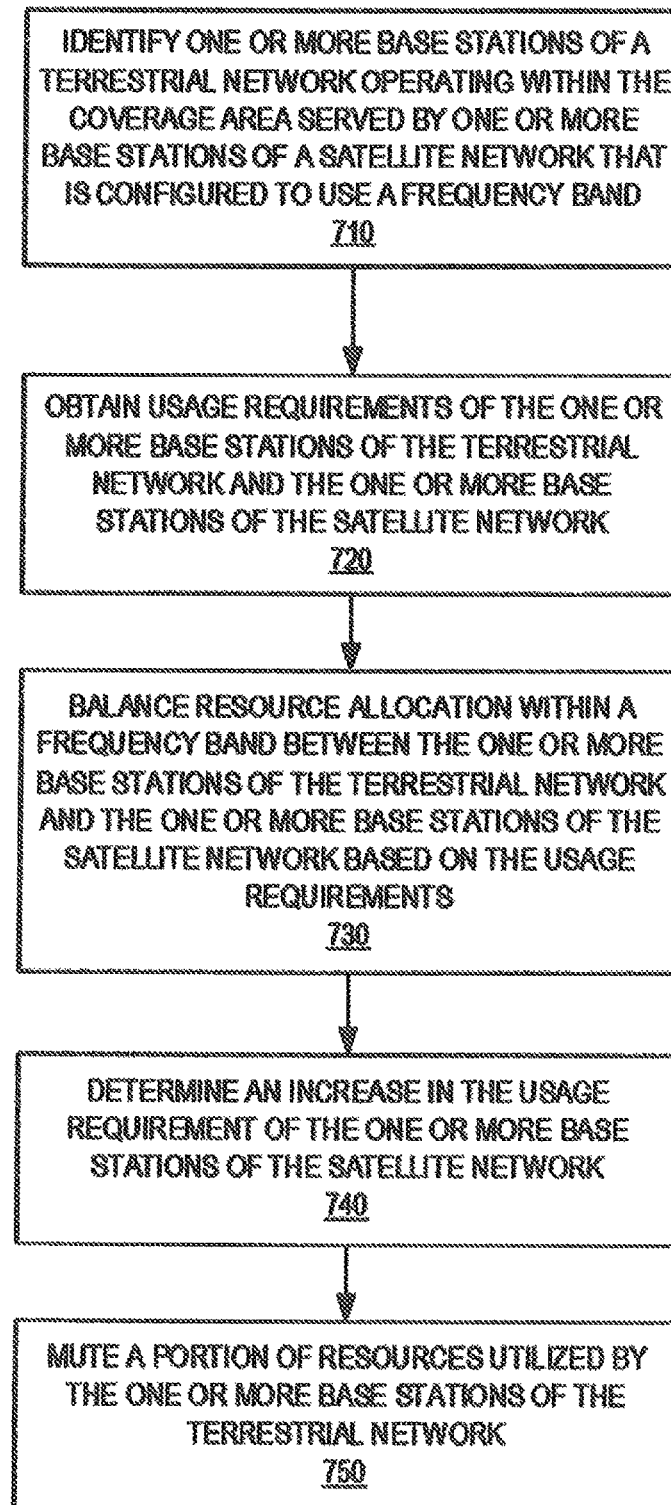 IDENTIFY ONE OR MORE BASE STATIONS OF A
TERRESTRIAL NETWORK OPERATING WITHIN THE
COVERAGE AREA SERVED BY ONE OR MORE
BASE STATIONS OF A SATELLITE NETWORK THAT
IS CONFIGURED TO USE A FREQUENCY BAND
710
OBTAIN USAGE REQUIREMENTS OF THE ONE OR
MORE BASE STATIONS OF THE TERRESTRIAL
NETWORK AND THE ONE OR MORE BASE
STATIONS OF THE SATELLITE NETWORK
720
BALANCE RESOURCE ALLOCATION WITHIN A
FREQUENCY BAND BETWEEN THE ONE OR MORE
BASE STATIONS OF THE TERRESTRIAL NETWORK
AND THE ONE OR MORE BASE STATIONS OF THE
SATELLITE NETWORK BASED ON THE USAGE
REQUIREMENTS
730
DETERMINE AN INCREASE IN THE USAGE
REQUIREMENT OF THE ONE OR MORE BASE
STATIONS OF THE SATELLITE NETWORK
740
MUTE A PORTION OF RESOURCES UTILIZED BY
THE ONE OR MORE BASE STATIONS OF THE
TERRESTRIAL NETWORK
750